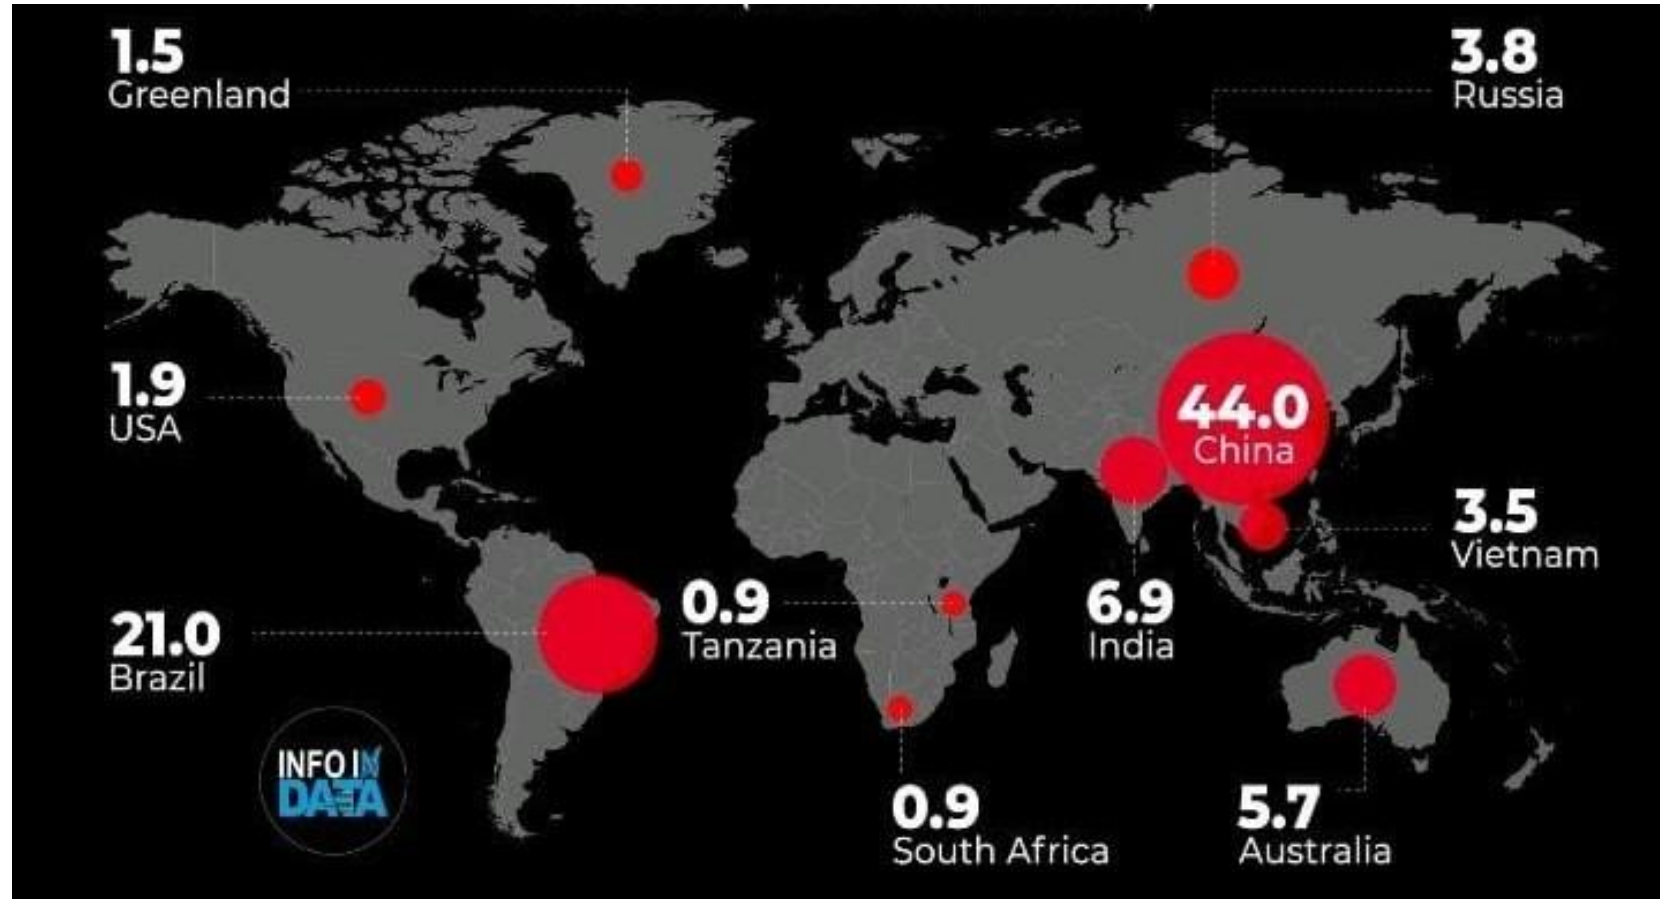 1.5
Greenland
3.8
Russia
1.9
USA
44.0
China
3.5
Vietnam
21.0
Brazil
0.9
Tanzania
6.9
India
INFO IN
DATA
0.9
South Africa
5.7
Australia